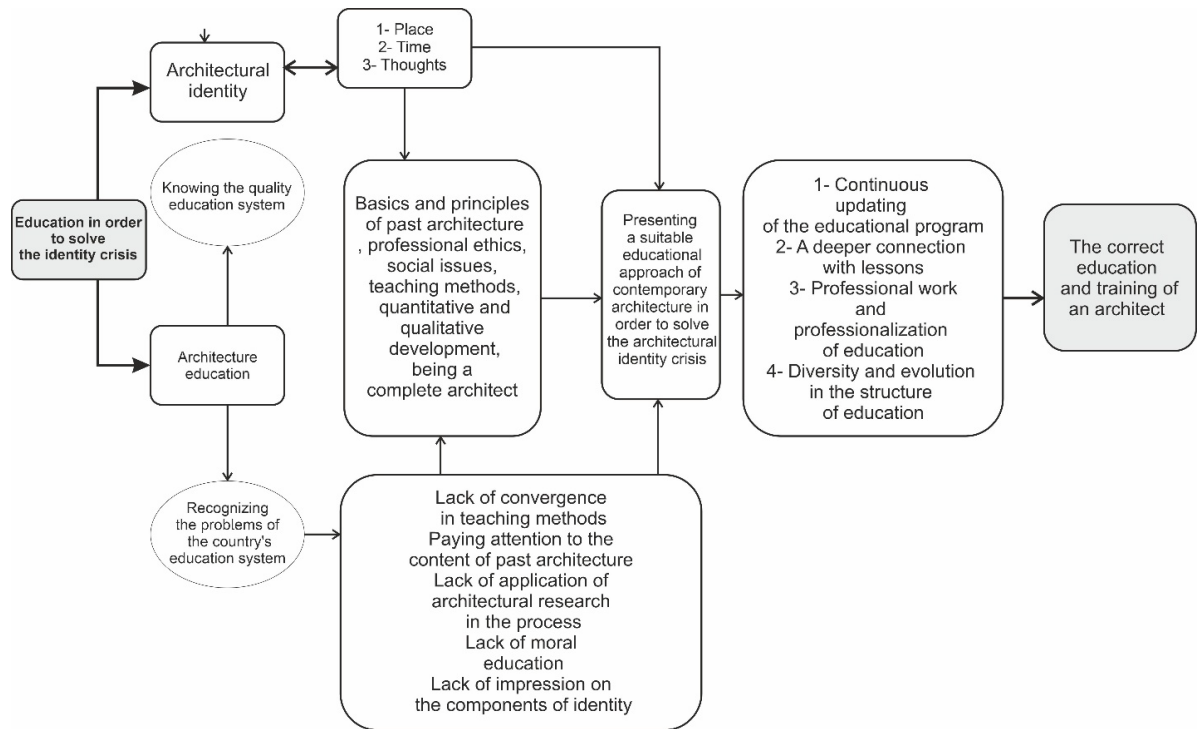 1- Place
2- Time
3- Thoughts
Architectural
identity
Knowing the quality
education system
Education in order
to solve
the identity crisis
Architecture
education
Recognizing
the problems of
the country's
education system
Basics and principles
of past architecture
, professional ethics,
social issues,
teaching methods,
quantitative and
qualitative
development,
being a
complete architect
Lack of convergence
in teaching methods
Paying attention to the
content of past architecture
Lack of application of
architectural research
in the process
Lack of moral
education
Lack of impression on
the components of identity
Presenting
a suitable
educational
approach of
contemporary
architecture in
order to solve
the architectural
identity crisis
1- Continuous
updating
of the educational program
2- A deeper connection
with lessons
3- Professional work
and
professionalization
of education
4- Diversity and evolution
in the structure
of education
The correct
education
and training of
an architect